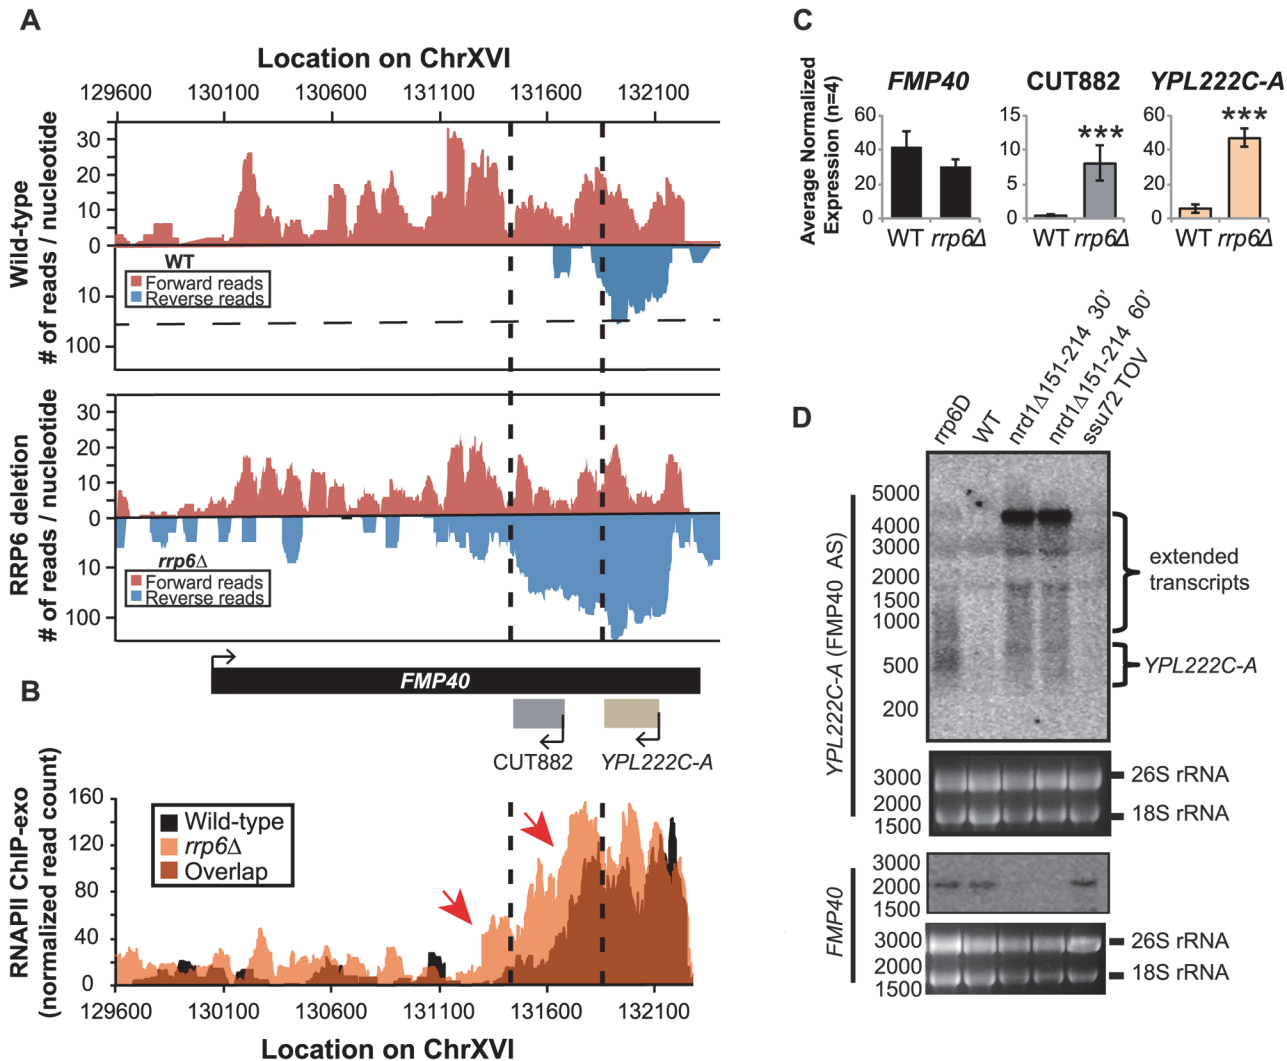 A
Location on ChrXVI
129600 130100 130600 131100 131600 132100
Wild-type
# of reads / nucleotide
30
20
10
0
10
100
WT
Forward reads
Reverse reads
RRP6 deletion
# of reads / nucleotide
30
20
10
0
10
100
rrp6Δ
Forward reads
Reverse reads
FMP40
CUT882 YPL222C-A
B
RNAPII ChIP-exo
(normalized read count)
160
120
80
40
0
Wild-type
rrp6Δ
Overlap
129600 130100 130600 131100 131600 132100
Location on ChrXVI
C
Average Normalized
Expression (n=4)
FMP40
60
40
20
0
WT rrp6Δ
CUT882
15
10
5
0
***
WT rrp6Δ
YPL222C-A
60
40
20
0
***
WT rrp6Δ
D
rrp6D
WT
nrd1Δ151-214 30'
nrd1Δ151-214 60'
ssu72 TOV
YPL222C-A (FMP40 AS)
5000
4000
3000
2000
1500
1000
500
200
extended
transcripts
YPL222C-A
3000
2000
1500
26S rRNA
18S rRNA
FMP40
3000
2000
1500
3000
2000
1500
26S rRNA
18S rRNA